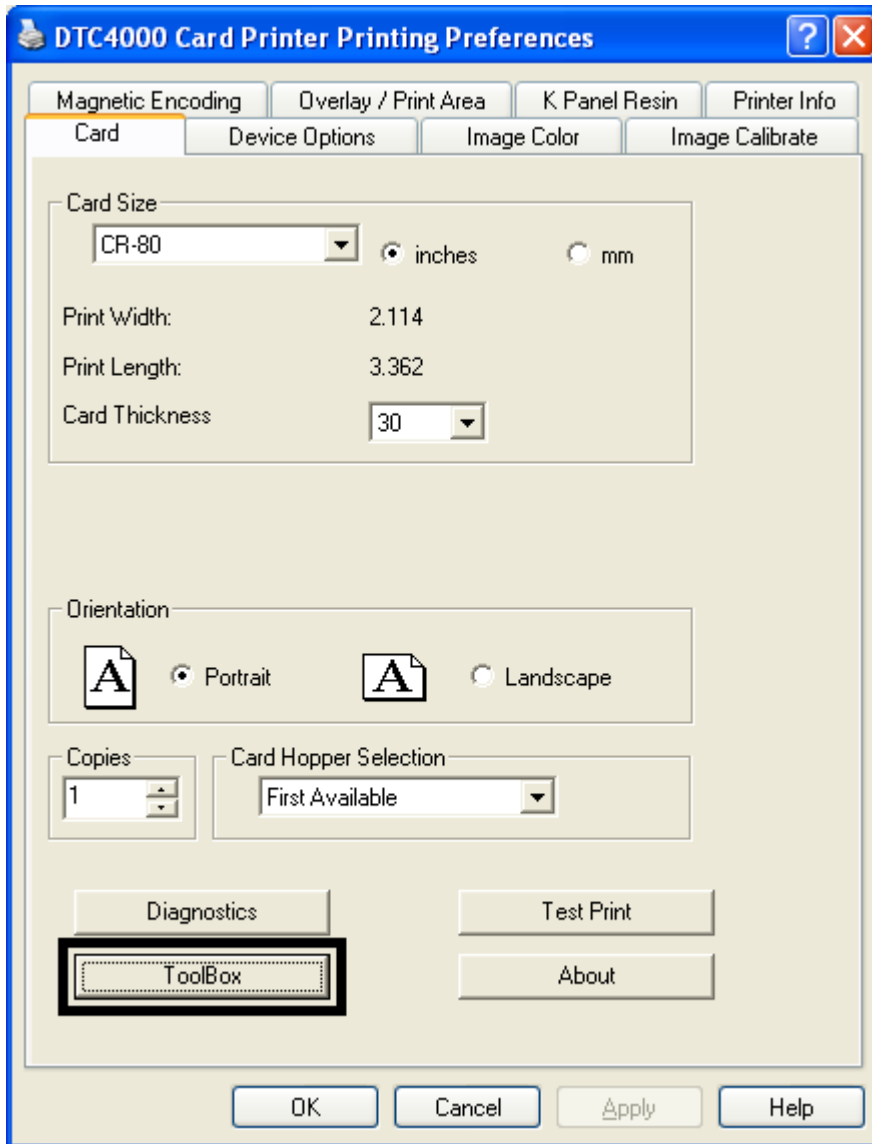 DTC4000 Card Printer Printing Preferences
Magnetic Encoding Overlay / Print Area K Panel Resin Printer Info
Card Device Options Image Color Image Calibrate
Card Size
CR-80 inches mm
Print Width: 2.114
Print Length: 3.362
Card Thickness 30
Orientation
A Portrait A Landscape
Copies Card Hopper Selection
1 First Available
Diagnostics Test Print
ToolBox About
OK Cancel Apply Help